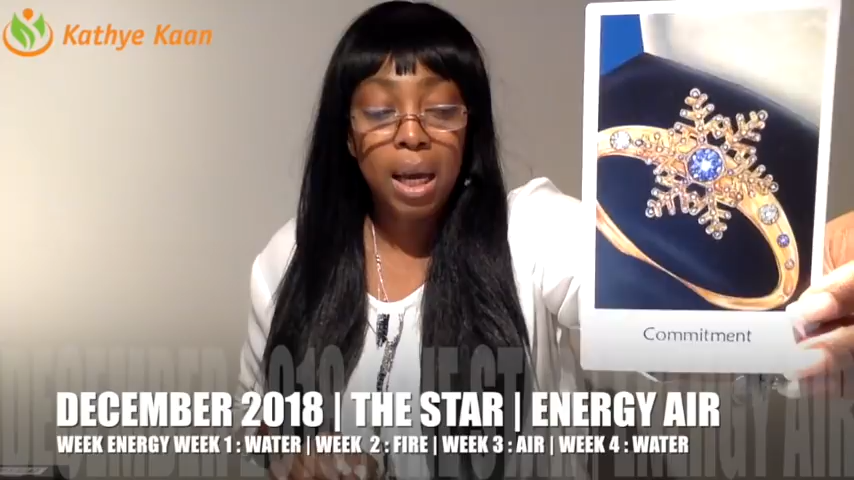 Kathye Kaan
Commitment
DECEMBER 2018 | THE STAR | ENERGY AIR
WEEK ENERGY WEEK 1 : WATER | WEEK 2 : FIRE | WEEK 3 : AIR | WEEK 4 : WATER